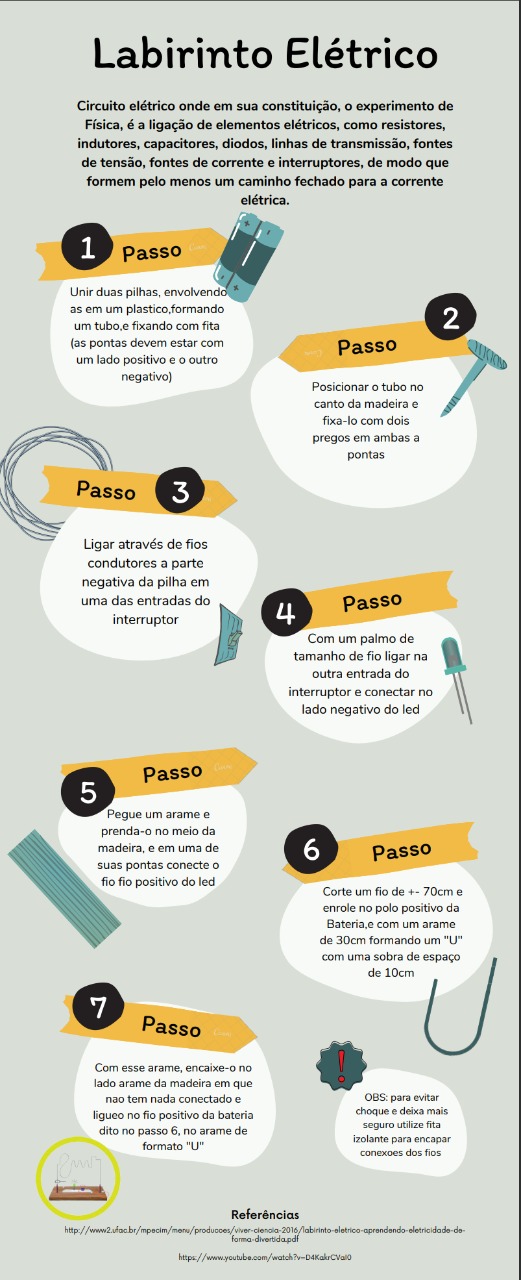 Labirinto Elétrico
Circuito elétrico onde em sua constituição, o experimento de
Física, é a ligação de elementos elétricos, como resistores,
indutores, capacitores, diodos, linhas de transmissão, fontes
de tensão, fontes de corrente e interruptores, de modo que
formem pelo menos um caminho fechado para a corrente
elétrica.
1 Passo
Unir duas pilhas, envolvendo
as em um plastico,formando
um tubo,e fixando com fita
(as pontas devem estar com
um lado positivo e o outro
negativo)
2
Passo
Posicionar o tubo no
canto da madeira e
fixa-lo com dois
pregos em ambas a
pontas
Passo 3
Ligar através de fios
condutores a parte
negativa da pilha em
uma das entradas do
interruptor
4 Passo
Com um palmo de
tamanho de fio ligar na
outra entrada do
interruptor e conectar no
lado negativo do led
5 Passo
Pegue um arame e
prenda-o no meio da
madeira, e em uma de
suas pontas conecte o
fio fio positivo do led
6 Passo
Corte um fio de +- 70cm e
enrole no polo positivo da
Bateria,e com um arame
de 30cm formando um "U"
com uma sobra de espaço
de 10cm
7 Passo
Com esse arame, encaixe-o no
lado arame da madeira em que
nao tem nada conectado e
ligueo no fio positivo da bateria
dito no passo 6, no arame de
formato "U"
OBS: para evitar
choque e deixa mais
seguro utilize fita
izolante para encapar
conexoes dos fios
Referências
http://www2.ufac.br/mpecim/menu/producoes/viver-ciencia-2016/labirinto-eletrico-aprendendo-eletricidade-de-
forma-divertida.pdf
https://www.youtube.com/watch?v=D4KakrCVaI0